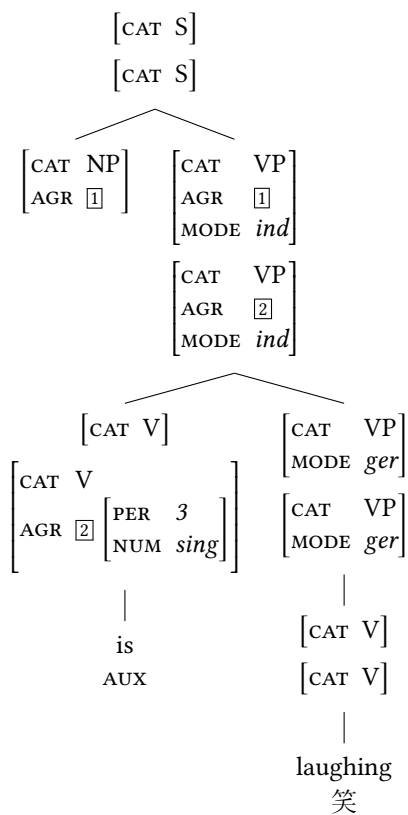 [CAT S]
[CAT S]
[CAT NP] [CAT VP]
[AGR 1] [AGR 1]
[MODE ind]
[CAT VP]
[AGR 2]
[MODE ind]
[CAT V] [CAT VP]
[MODE ger]
[CAT V
AGR 2 [PER 3
NUM sing]]
[CAT VP]
[MODE ger]
is
AUX
[CAT V]
[CAT V]
laughing
笑